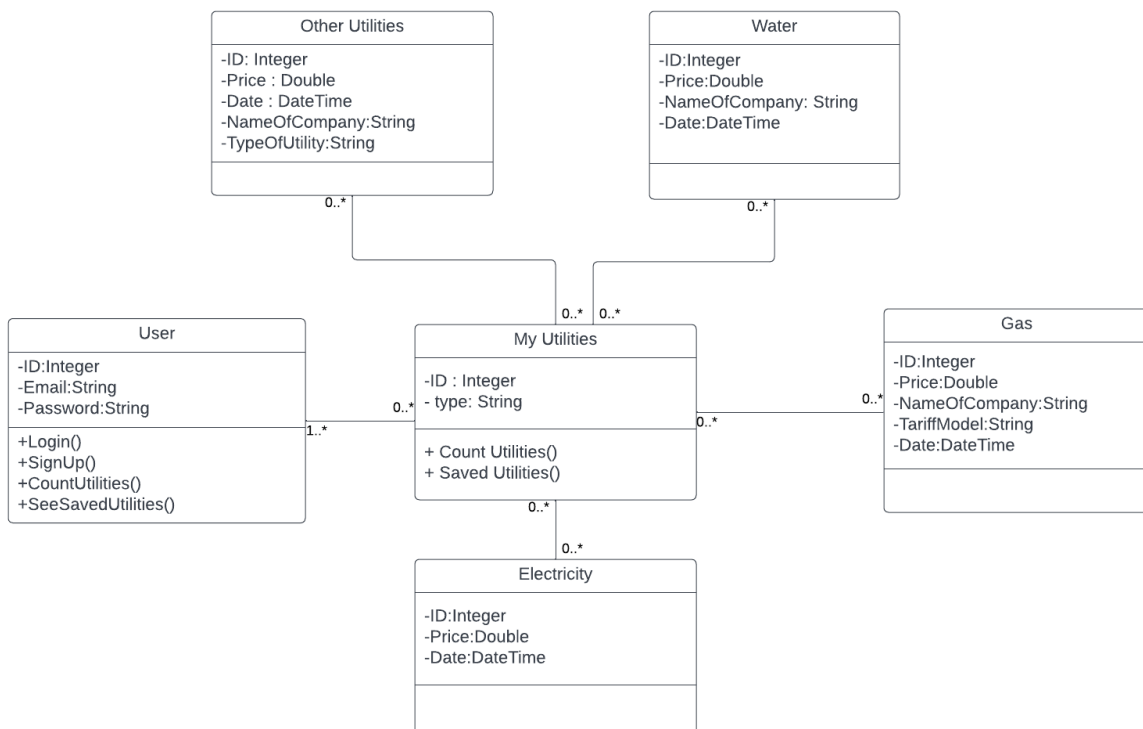 Other Utilities
-ID: Integer
-Price : Double
-Date : DateTime
-NameOfCompany:String
-TypeOfUtility:String
0..*
Water
-ID:Integer
-Price:Double
-NameOfCompany: String
-Date:DateTime
0..*
0..*
0..*
User
-ID:Integer
-Email:String
-Password:String
+Login()
+SignUp()
+CountUtilities()
+SeeSavedUtilities()
1..*
0..*
My Utilities
-ID : Integer
- type: String
+ Count Utilities()
+ Saved Utilities()
0..*
0..*
Gas
-ID:Integer
-Price:Double
-NameOfCompany:String
-TariffModel:String
-Date:DateTime
0..*
0..*
Electricity
-ID:Integer
-Price:Double
-Date:DateTime